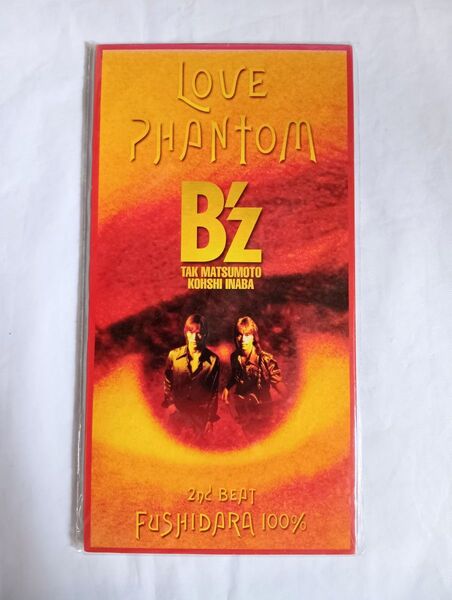 LOVE
PHANTOM
B'z
TAK MATSUMOTO
KOHSHI INABA
2nd BEAT
FUSHIDARA 100%